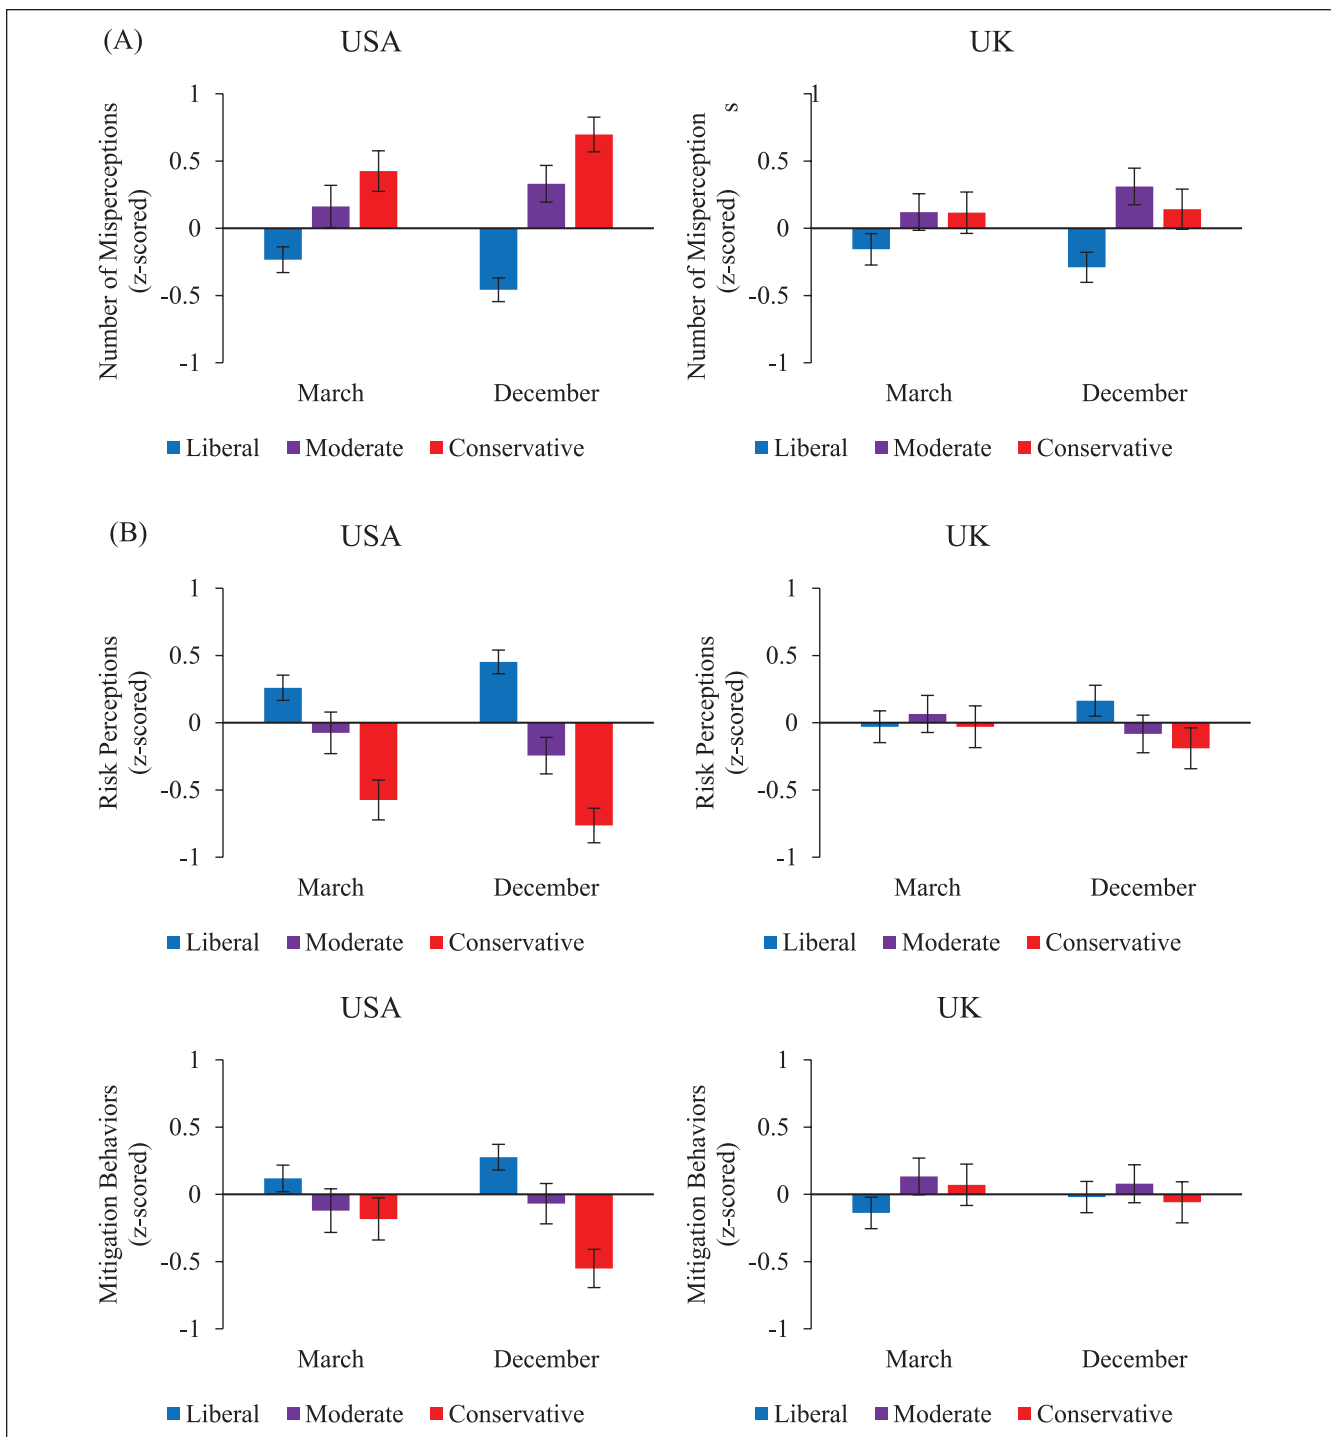 (A)
USA
UK
Number of Misperceptions
(z-scored)
1
0.5
0
-0.5
-1
March December
Liberal Moderate Conservative
Number of Misperception
s
(z-scored)
1
0.5
0
-0.5
-1
March December
Liberal Moderate Conservative
(B)
USA
UK
Risk Perceptions
(z-scored)
1
0.5
0
-0.5
-1
March December
Liberal Moderate Conservative
Risk Perceptions
(z-scored)
1
0.5
0
-0.5
-1
March December
Liberal Moderate Conservative
USA
UK
Mitigation Behaviors
(z-scored)
1
0.5
0
-0.5
-1
March December
Liberal Moderate Conservative
Mitigation Behaviors
(z-scored)
1
0.5
0
-0.5
-1
March December
Liberal Moderate Conservative